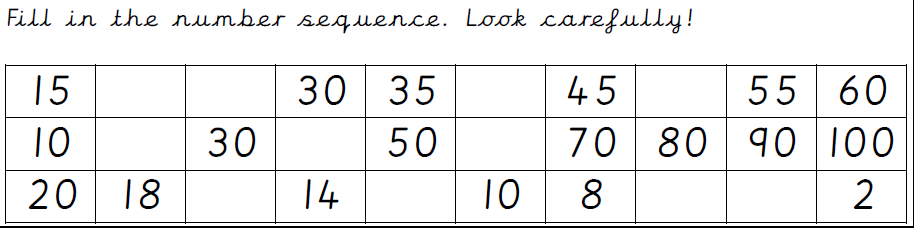 Fill in the number sequence. Look carefully!
15 30 35 45 55 60
10 30 50 70 80 90 100
20 18 14 10 8 2